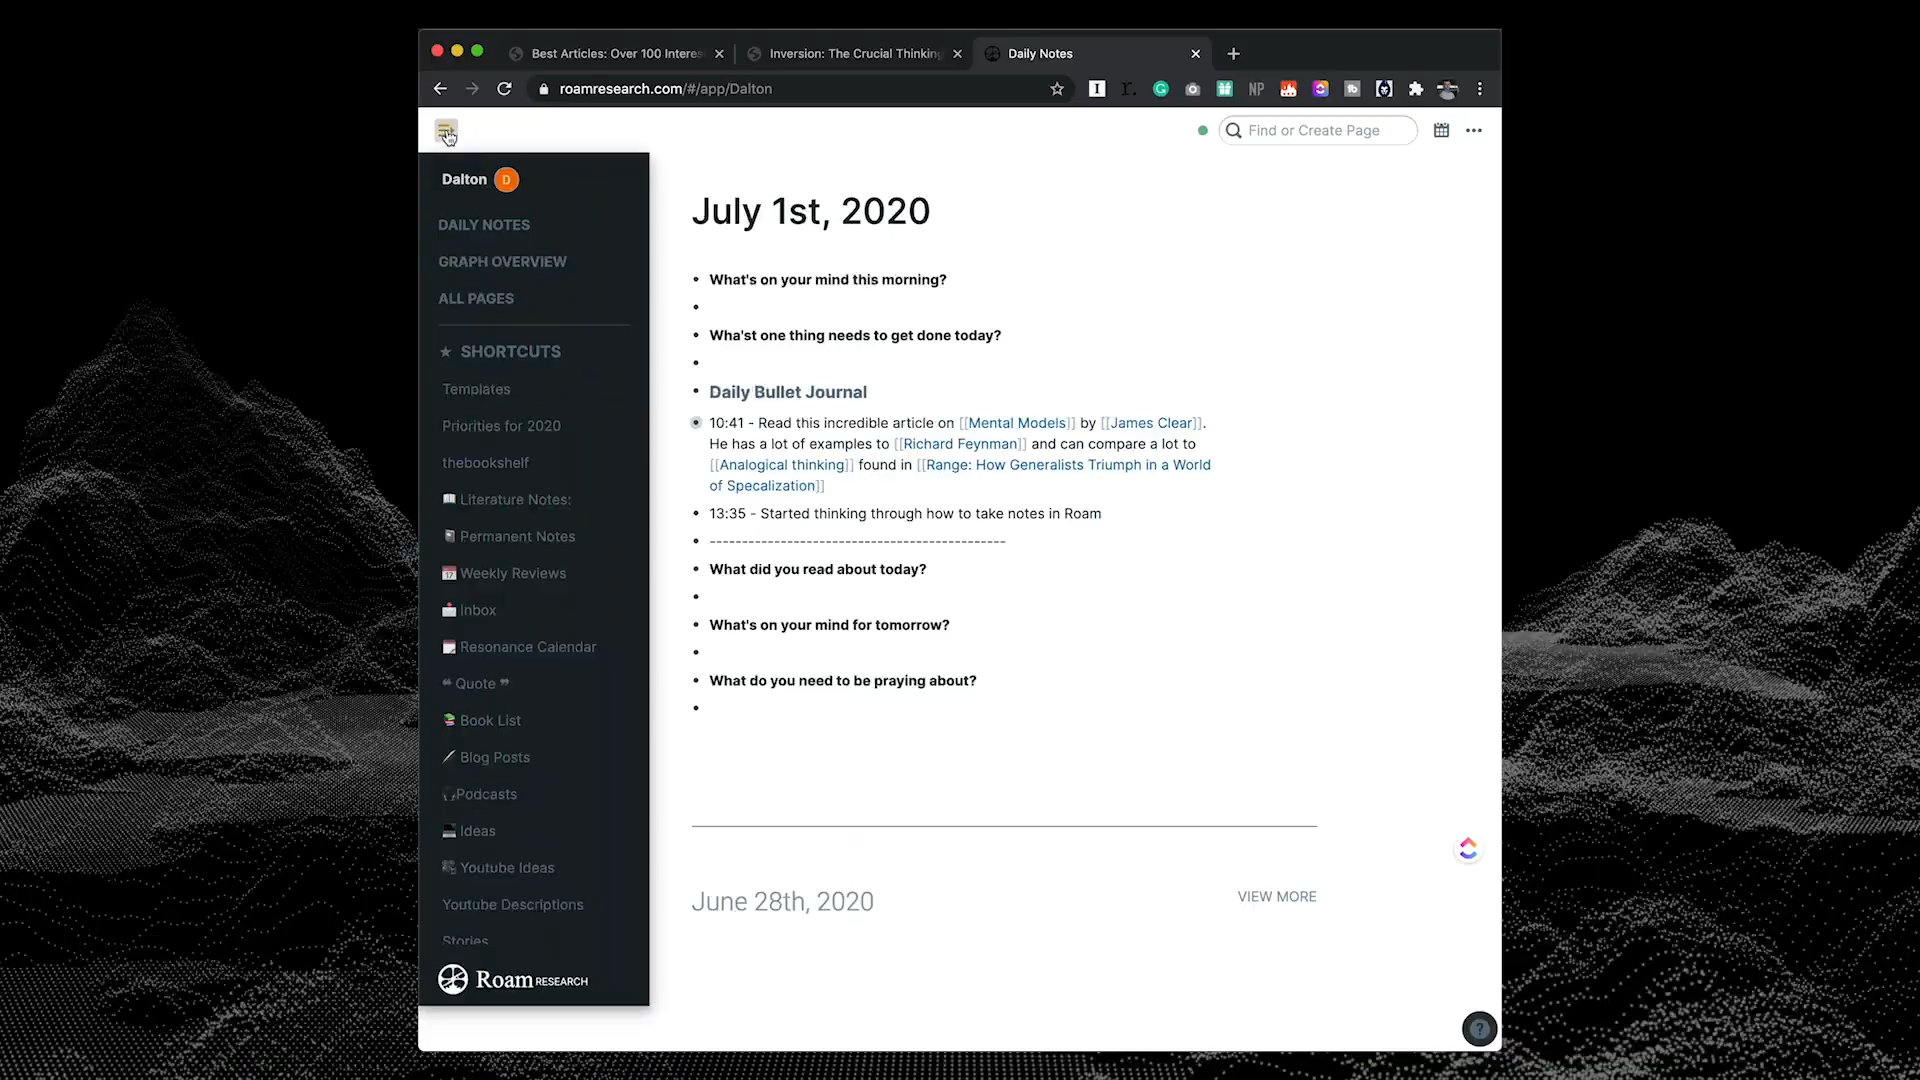 Best Articles: Over 100 Interes
Inversion: The Crucial Thinking
Daily Notes
roamresearch.com/#/app/Dalton
Find or Create Page
Dalton D
DAILY NOTES
GRAPH OVERVIEW
ALL PAGES
★ SHORTCUTS
Templates
Priorities for 2020
thebookshelf
Literature Notes:
Permanent Notes
Weekly Reviews
Inbox
Resonance Calendar
❝ Quote ❞
Book List
Blog Posts
Podcasts
Ideas
Youtube Ideas
Youtube Descriptions
Stories
Roam RESEARCH
July 1st, 2020
What's on your mind this morning?
Wha'st one thing needs to get done today?
Daily Bullet Journal
10:41 - Read this incredible article on [[Mental Models]] by [[James Clear]].
He has a lot of examples to [[Richard Feynman]] and can compare a lot to
[[Analogical thinking]] found in [[Range: How Generalists Triumph in a World
of Specalization]]
13:35 - Started thinking through how to take notes in Roam
----------------------------------------------
What did you read about today?
What's on your mind for tomorrow?
What do you need to be praying about?
June 28th, 2020
VIEW MORE